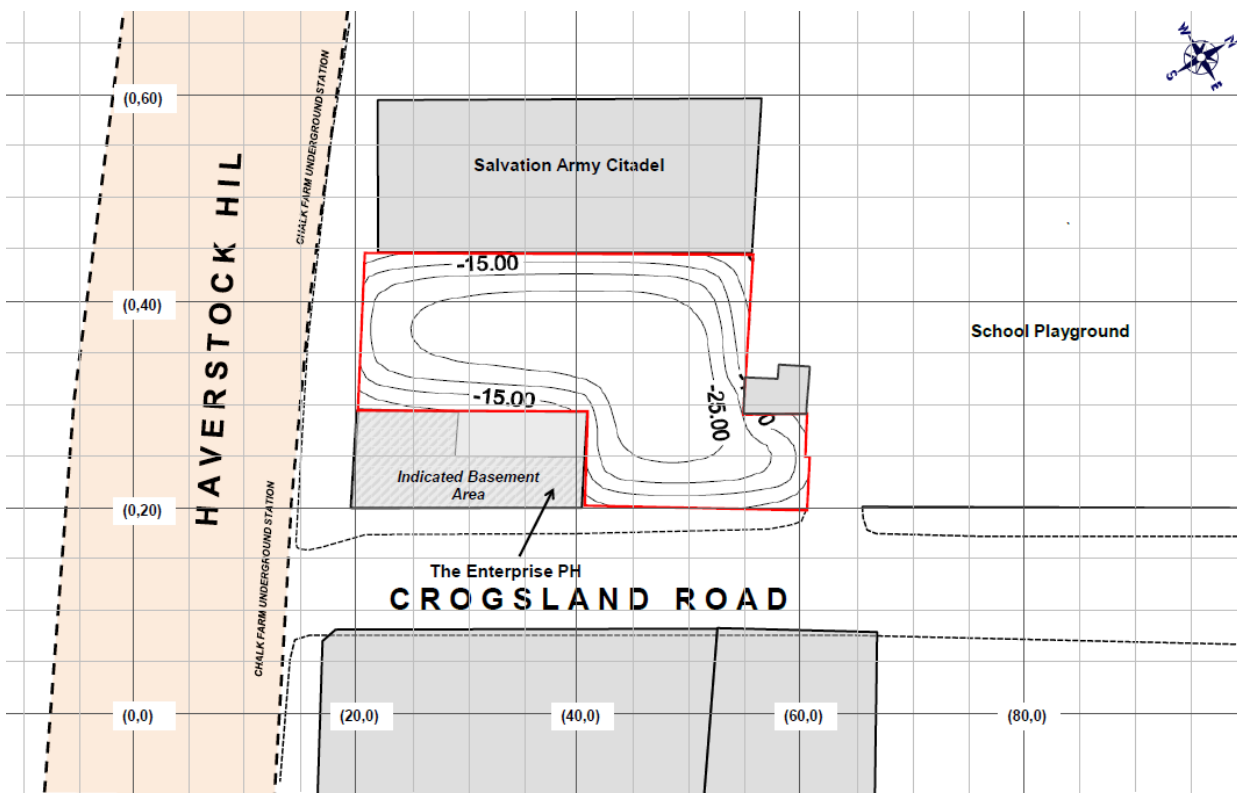 W
N
S
E
(0,60)
CHALK FARM UNDERGROUND STATION
Salvation Army Citadel
HAVERSTOCK HIL
-15.00
(0,40)
School Playground
-15.00
-25.00
Indicated Basement
Area
(0,20)
CHALK FARM UNDERGROUND STATION
The Enterprise PH
CROGSLAND ROAD
(0,0)
(20,0)
(40,0)
(60,0)
(80,0)